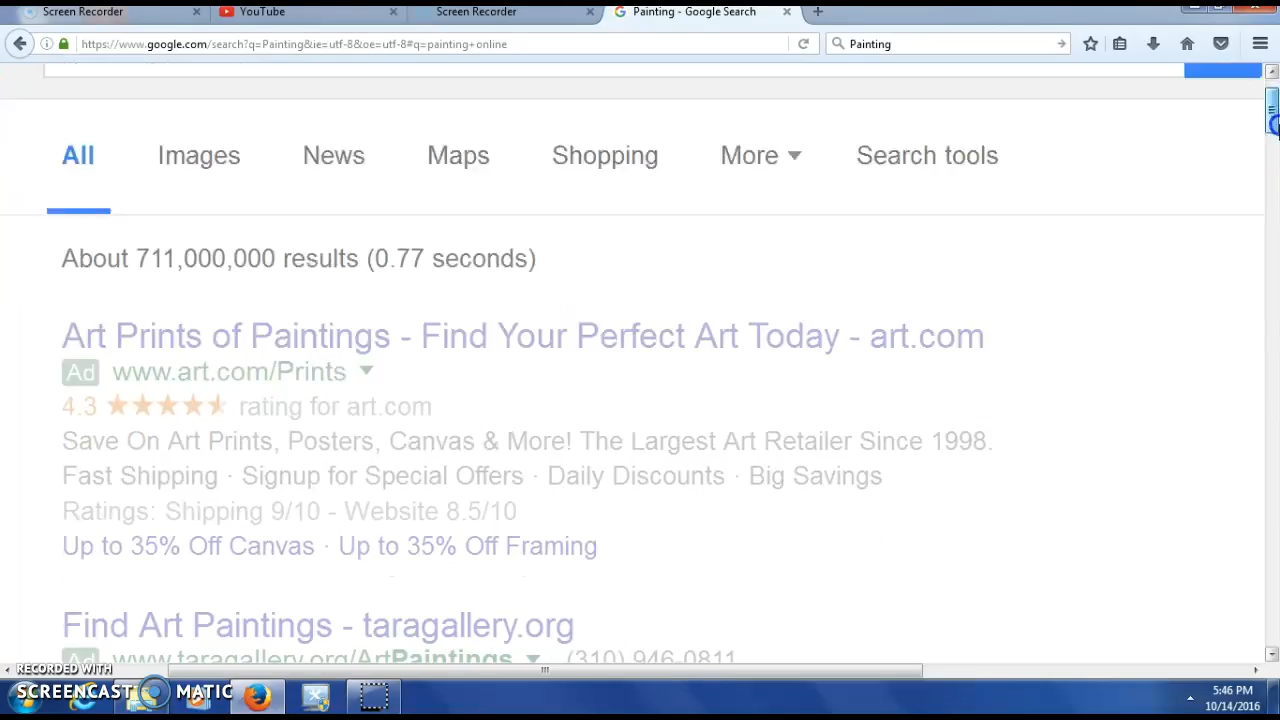 Screen Recorder
YouTube
Screen Recorder
Painting - Google Search
https://www.google.com/search?q=Painting&ie=utf-8&oe=utf-8#q=painting+online
Painting
All Images News Maps Shopping More Search tools
About 711,000,000 results (0.77 seconds)
Art Prints of Paintings - Find Your Perfect Art Today - art.com
Ad www.art.com/Prints
4.3 rating for art.com
Save On Art Prints, Posters, Canvas & More! The Largest Art Retailer Since 1998.
Fast Shipping · Signup for Special Offers · Daily Discounts · Big Savings
Ratings: Shipping 9/10 - Website 8.5/10
Up to 35% Off Canvas · Up to 35% Off Framing
Find Art Paintings - taragallery.org
Ad www.taragallery.org/ArtPaintings (310) 946-0811
RECORDED WITH
SCREENCAST MATIC
5:46 PM
10/14/2016